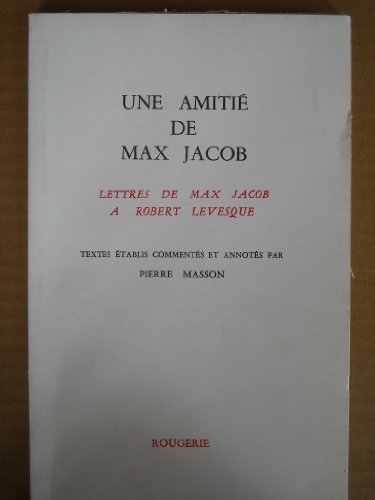 UNE AMITIÉ
DE
MAX JACOB
LETTRES DE MAX JACOB
A ROBERT LEVESQUE
TEXTES ÉTABLIS COMMENTÉS ET ANNOTÉS PAR
PIERRE MASSON
ROUGERIE